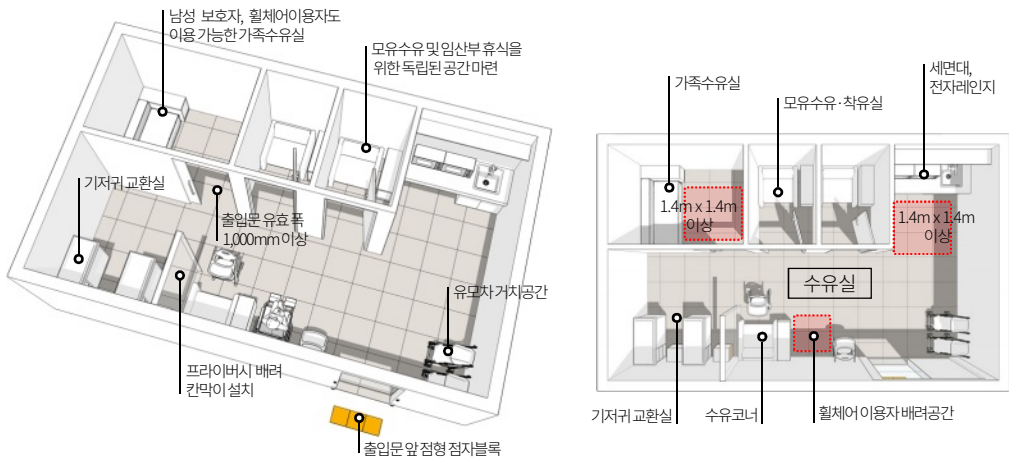 남성 보호자, 휠체어이용자도
이용 가능한 가족수유실
모유수유 및 임산부 휴식을
위한 독립된 공간 마련
기저귀 교환실
출입문 유효 폭
1,000mm 이상
유모차 거치공간
프라이버시 배려
칸막이 설치
출입문 앞 점형 점자블록
가족수유실
모유수유·착유실
세면대,
전자레인지
1.4m x 1.4m
이상
1.4m x 1.4m
이상
수유실
기저귀 교환실
수유코너
휠체어 이용자 배려공간